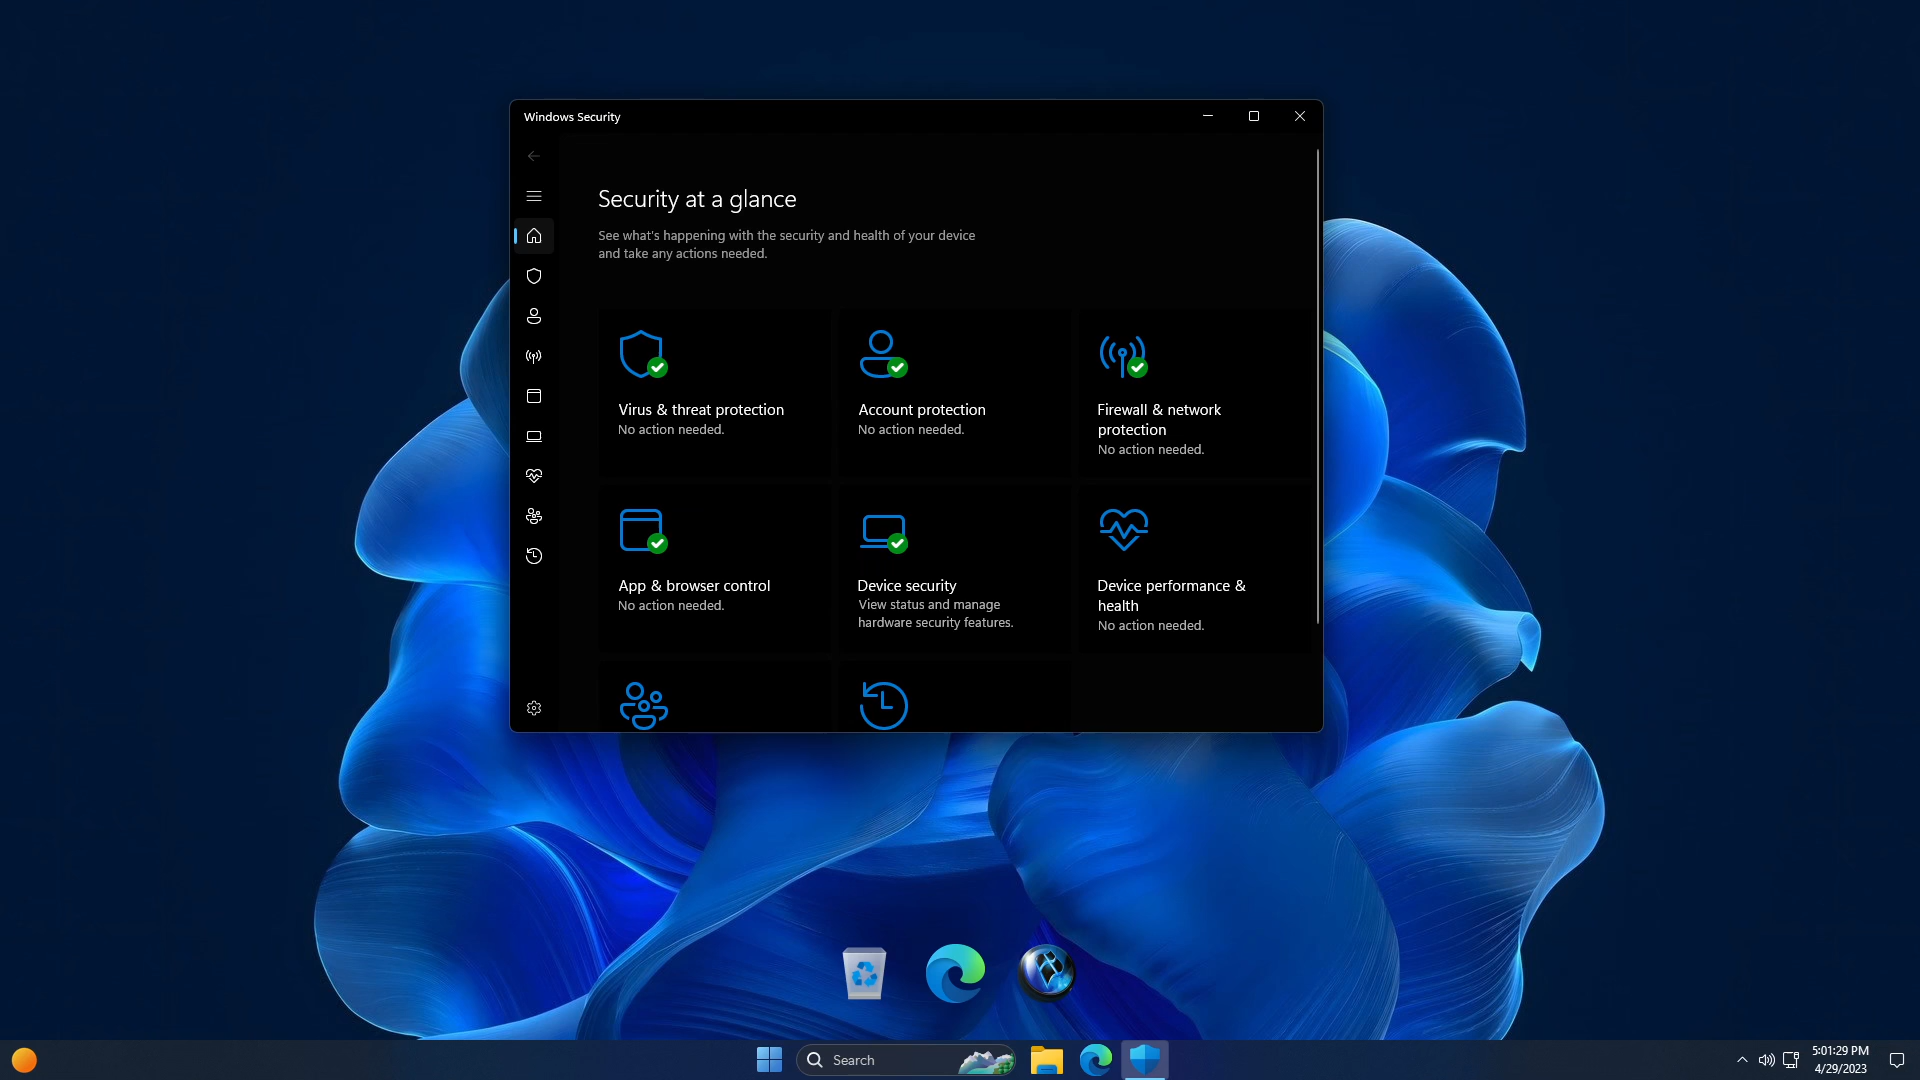 Windows Security
Security at a glance
See what's happening with the security and health of your device
and take any actions needed.
Virus & threat protection
No action needed.
Account protection
No action needed.
Firewall & network
protection
No action needed.
App & browser control
No action needed.
Device security
View status and manage
hardware security features.
Device performance &
health
No action needed.
Search
5:01:29 PM
4/29/2023